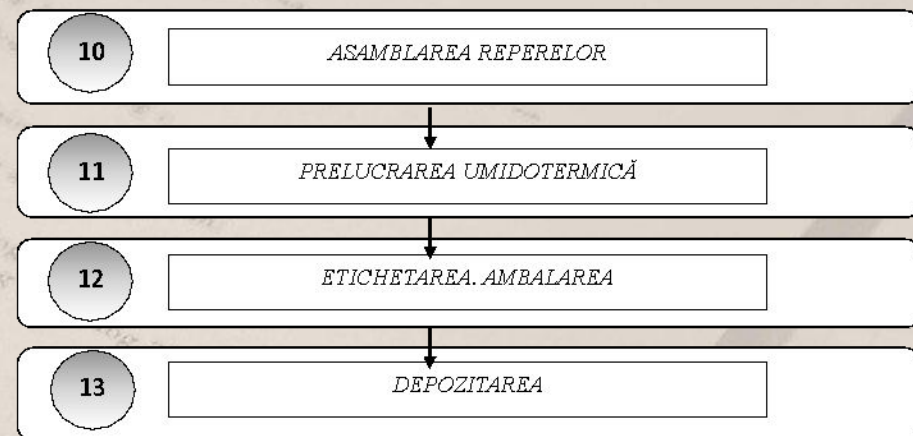 10 ASAMBLAREA REPERELOR
11 PRELUCRAREA UMIDOTERMICĂ
12 ETICHETAREA. AMBALAREA
13 DEPOZITAREA